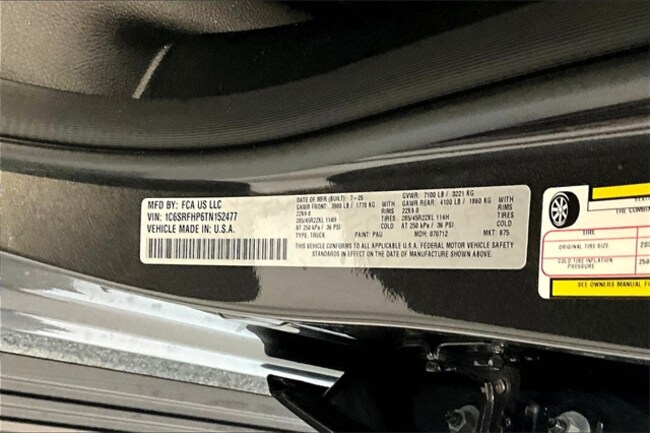 MFD BY: FCA US LLC
VIN: 1C6SRFHP6TN152477
VEHICLE MADE IN U.S.A.
DATE OF MFR (BUILT): 7-25 GVWR: 7100 LB / 3221 KG
GAWR FRONT: 3900 LB / 1770 KG WITH GAWR REAR: 4100 LB / 1860 KG WITH
22X9.0 RIMS 22X9.0 RIMS
285/45R22XL 114H TIRES 285/45R22XL 114H TIRES
AT 250 kPa / 36 PSI COLD AT 250 kPa / 36 PSI COLD
TYPE: TRUCK PAINT: PAU MDH: 070712 MKT: 875
THIS VEHICLE CONFORMS TO ALL APPLICABLE U.S.A. FEDERAL MOTOR VEHICLE SAFETY
STANDARDS IN EFFECT ON THE DATE OF MANUFACTURE SHOWN ABOVE.
TIRE
ORIGINAL TIRE SIZE
COLD TIRE INFLATION
PRESSURE
SEE OWNERS MANUAL